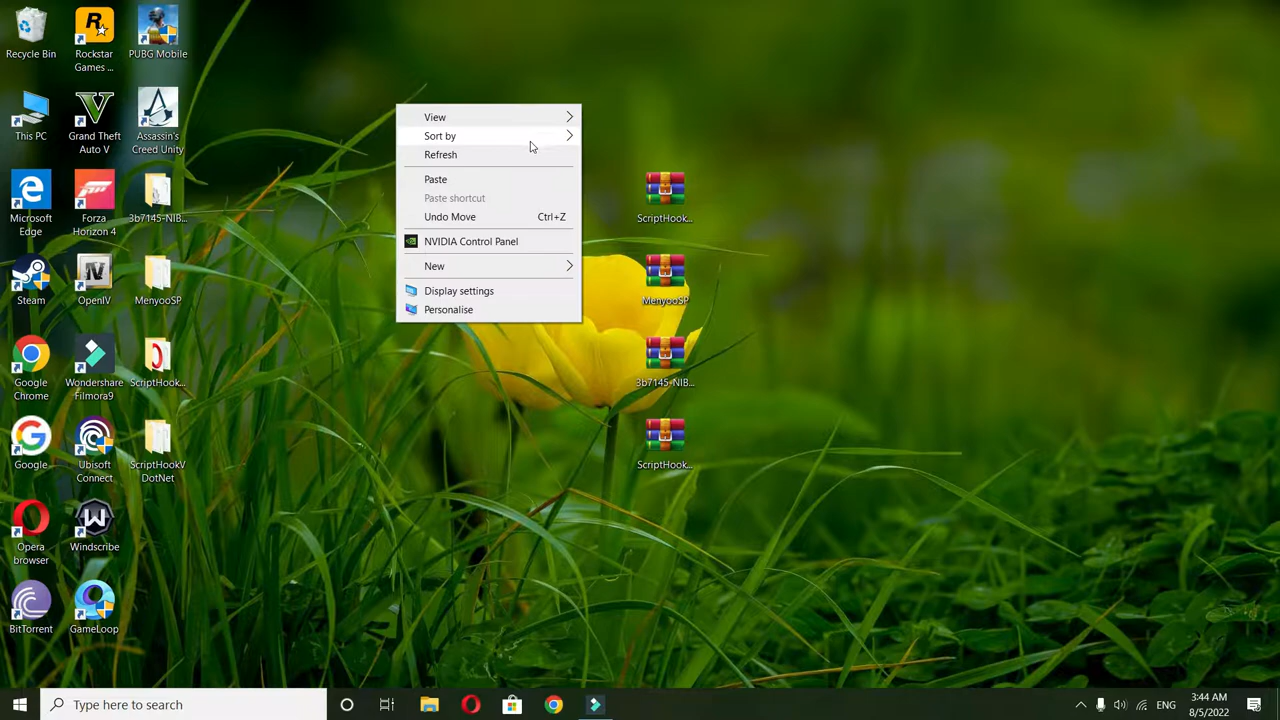 Recycle Bin
Rockstar
Games ...
PUBG Mobile
This PC
Grand Theft
Auto V
Assassin's
Creed Unity
Microsoft
Edge
Forza
Horizon 4
3b7145-NIB...
Steam
OpenIV
MenyooSP
Google
Chrome
Wondershare
Filmora9
ScriptHook...
Google
Ubisoft
Connect
ScriptHookV
DotNet
Opera
browser
Windscribe
BitTorrent
GameLoop
View
Sort by
Refresh
Paste
Paste shortcut
Undo Move Ctrl+Z
NVIDIA Control Panel
New
Display settings
Personalise
ScriptHook...
MenyooSP
3b7145-NIB...
ScriptHook...
Type here to search
ENG
3:44 AM
8/5/2022